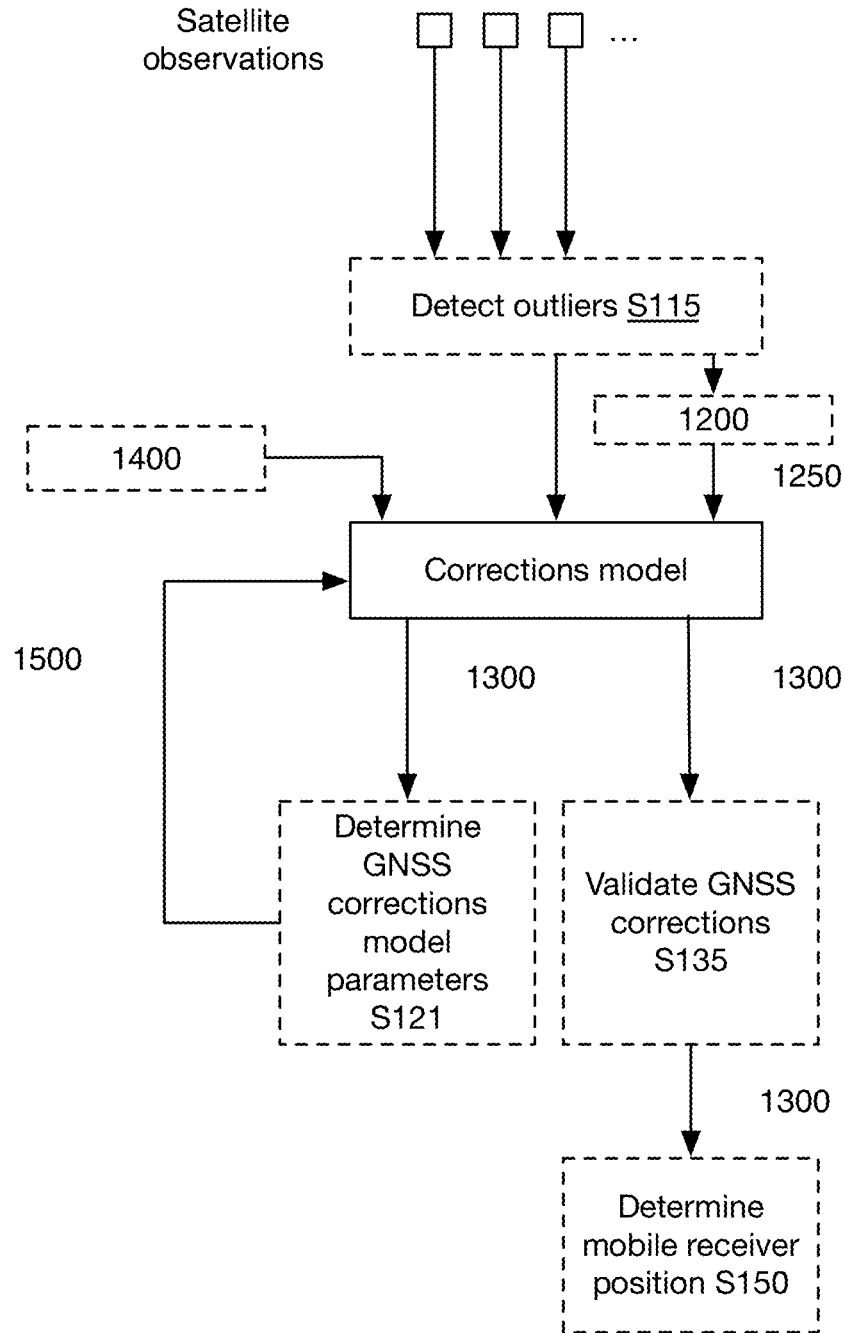 Satellite
observations
...
Detect outliers S115
1200
1250
1400
Corrections model
1500
1300
1300
Determine
GNSS
corrections
model
parameters
S121
Validate GNSS
corrections
S135
1300
Determine
mobile receiver
position S150